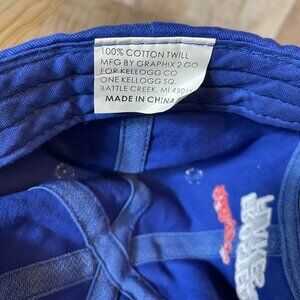 100% COTTON TWILL
MFG BY GRAPHIX 2 GO
FOR KELLOGG CO
ONE KELLOGG SQ.
BATTLE CREEK, MI 4901
MADE IN CHINA